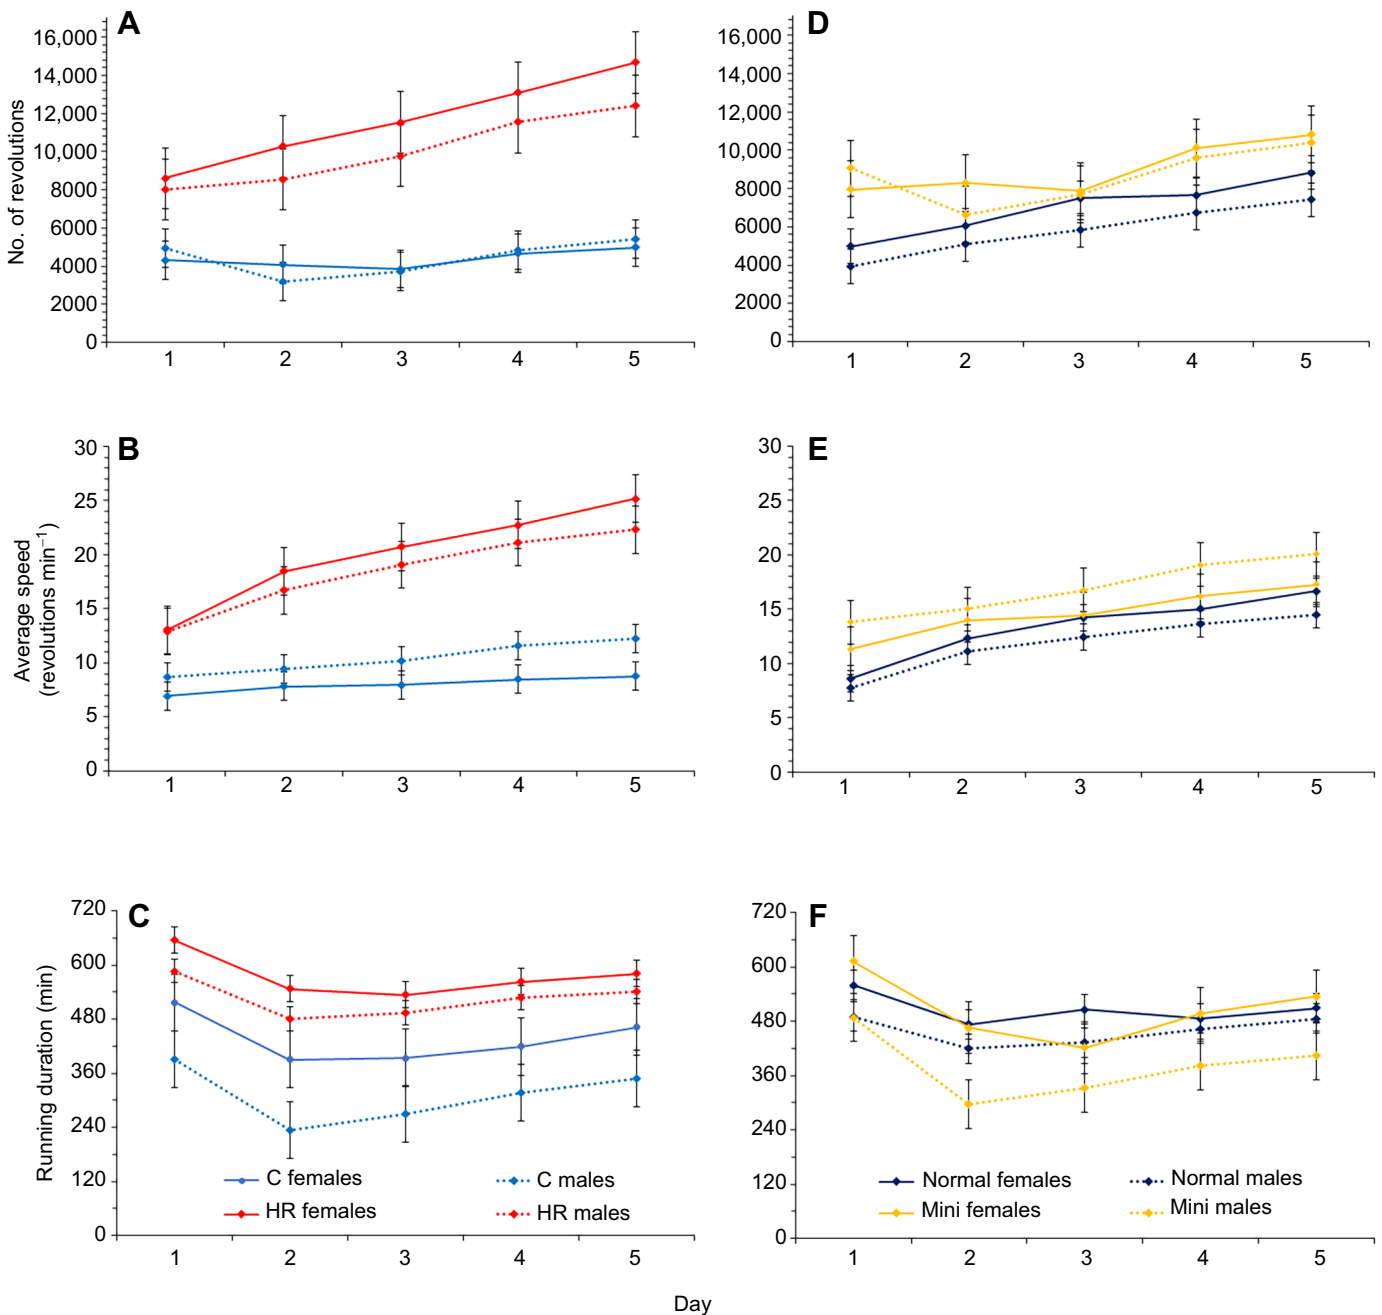 A
No. of revolutions
16,000
14,000
12,000
10,000
8000
6000
4000
2000
0
1 2 3 4 5
D
16,000
14,000
12,000
10,000
8000
6000
4000
2000
0
1 2 3 4 5
B
Average speed
(revolutions min⁻¹)
30
25
20
15
10
5
0
1 2 3 4 5
E
30
25
20
15
10
5
0
1 2 3 4 5
C
Running duration (min)
720
600
480
360
240
120
0
C females
C males
HR females
HR males
1 2 3 4 5
F
720
600
480
360
240
120
0
Normal females
Normal males
Mini females
Mini males
1 2 3 4 5
Day